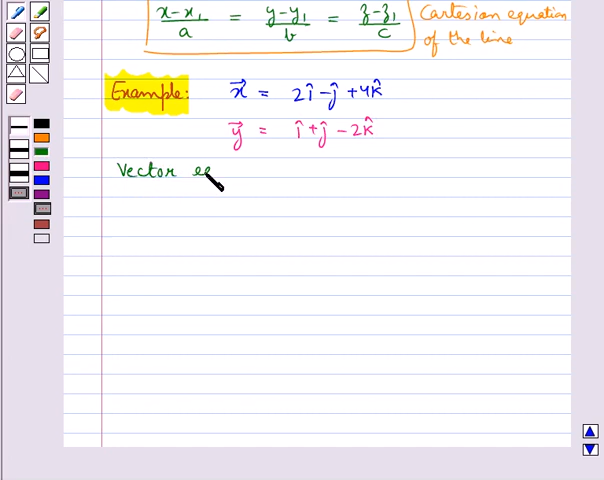 x-x₁/a = y-y₁/b = z-z₁/c Cartesian equation
of the line
Example: x⃗ = 2î-ĵ+4k̂
y⃗ = î+ĵ-2k̂
Vector